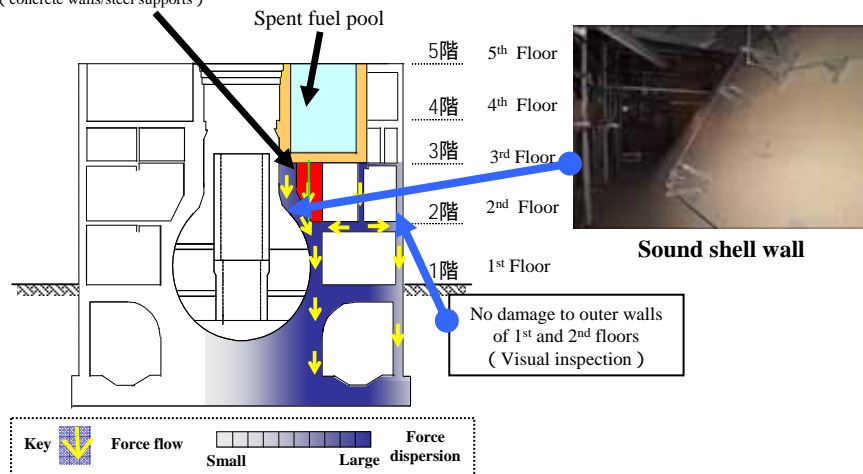 ( concrete walls/steel supports )
Spent fuel pool
5階 5th Floor
4階 4th Floor
3階 3rd Floor
2階 2nd Floor
1階 1st Floor
Sound shell wall
No damage to outer walls
of 1st and 2nd floors
( Visual inspection )
Key Force flow Small Large Force
dispersion